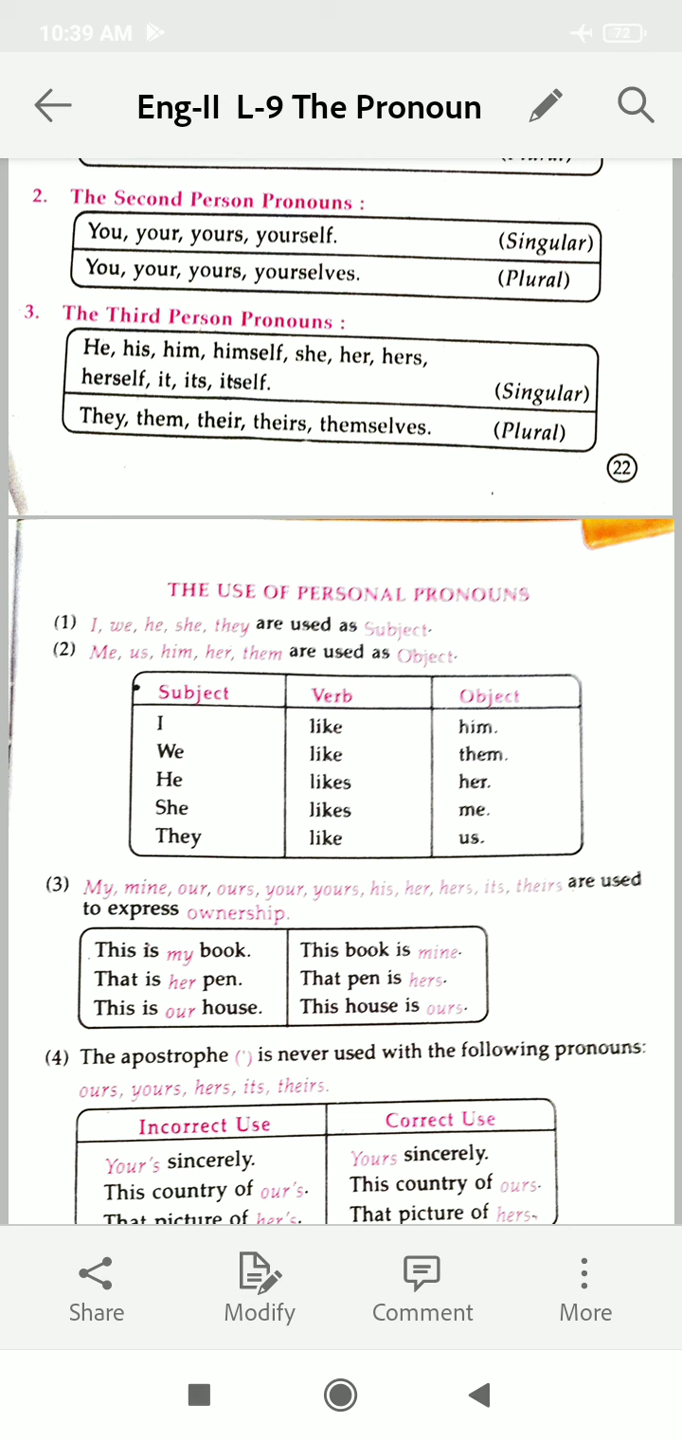 10:39 AM
72
Eng-II L-9 The Pronoun
2. The Second Person Pronouns :
You, your, yours, yourself. (Singular)
You, your, yours, yourselves. (Plural)
3. The Third Person Pronouns :
He, his, him, himself, she, her, hers,
herself, it, its, itself. (Singular)
They, them, their, theirs, themselves. (Plural)
22
THE USE OF PERSONAL PRONOUNS
(1) I, we, he, she, they are used as Subject.
(2) Me, us, him, her, them are used as Object.
Subject Verb Object
I like him.
We like them.
He likes her.
She likes me.
They like us.
(3) My, mine, our, ours, your, yours, his, her, hers, its, theirs are used
to express ownership.
This is my book. This book is mine.
That is her pen. That pen is hers.
This is our house. This house is ours.
(4) The apostrophe (') is never used with the following pronouns:
ours, yours, hers, its, theirs.
Incorrect Use Correct Use
Your's sincerely. Yours sincerely.
This country of our's. This country of ours.
That picture of her's. That picture of hers.
Share Modify Comment More